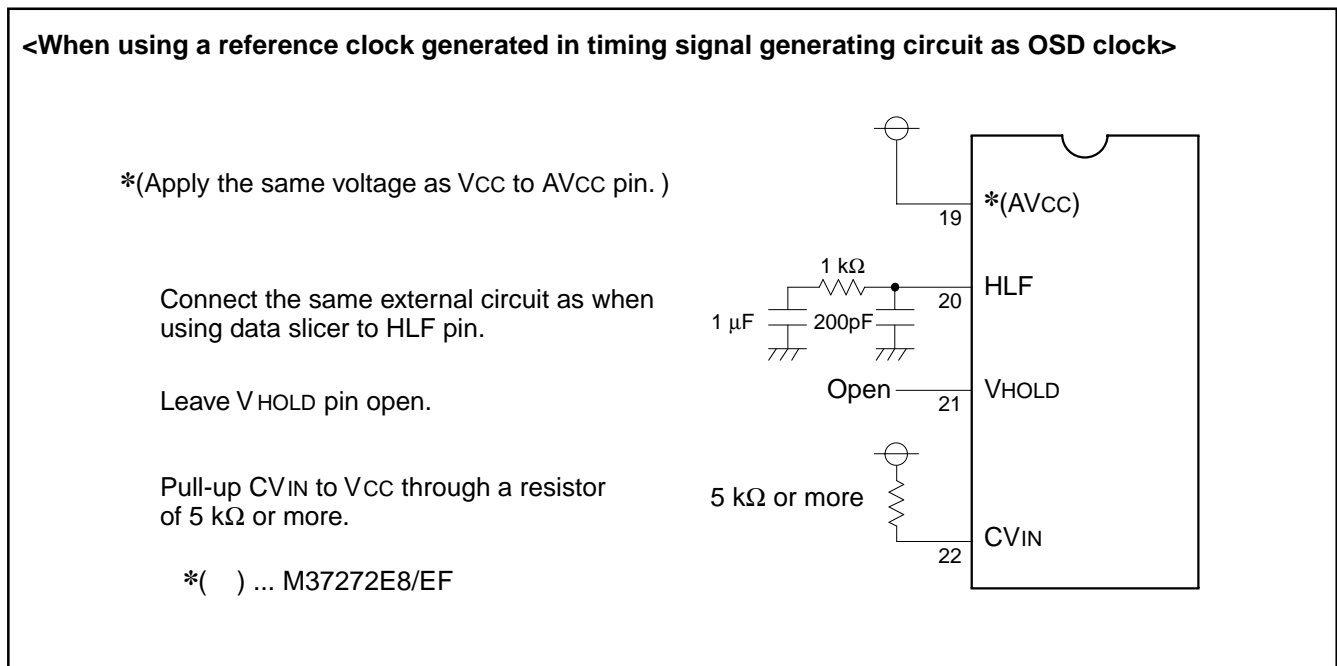 <When using a reference clock generated in timing signal generating circuit as OSD clock>
*(Apply the same voltage as VCC to AVCC pin. )
19
*(AVCC)
Connect the same external circuit as when
using data slicer to HLF pin.
1 kΩ
20
HLF
1 μF
200pF
Leave VHOLD pin open.
Open
21
VHOLD
Pull-up CVIN to VCC through a resistor
of 5 kΩ or more.
5 kΩ or more
22
CVIN
*( ) ... M37272E8/EF